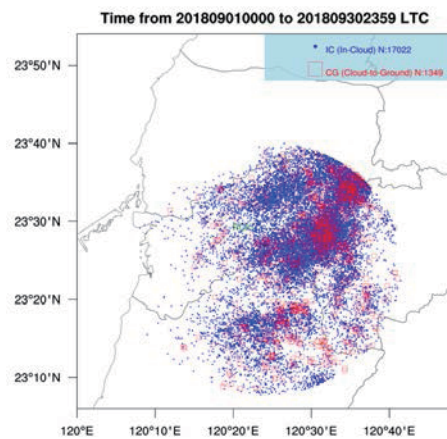 Time from 201809010000 to 201809302359 LTC
IC (In-Cloud) N:17022
CG (Cloud-to-Ground) N:1349
23°50'N
23°40'N
23°30'N
23°20'N
23°10'N
120°E 120°10'E 120°20'E 120°30'E 120°40'E